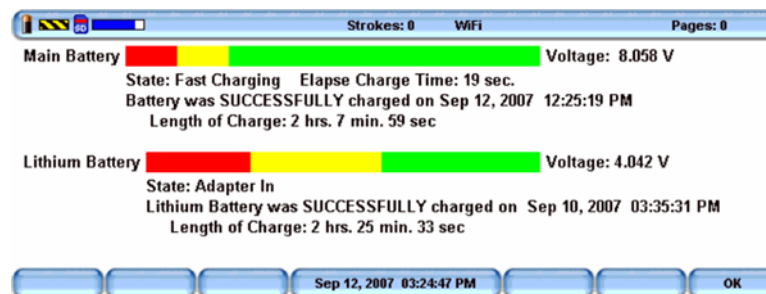 SD Strokes: 0 WiFi Pages: 0
Main Battery Voltage: 8.058 V
State: Fast Charging Elapse Charge Time: 19 sec.
Battery was SUCCESSFULLY charged on Sep 12, 2007 12:25:19 PM
Length of Charge: 2 hrs. 7 min. 59 sec
Lithium Battery Voltage: 4.042 V
State: Adapter In
Lithium Battery was SUCCESSFULLY charged on Sep 10, 2007 03:35:31 PM
Length of Charge: 2 hrs. 25 min. 33 sec
Sep 12, 2007 03:24:47 PM OK